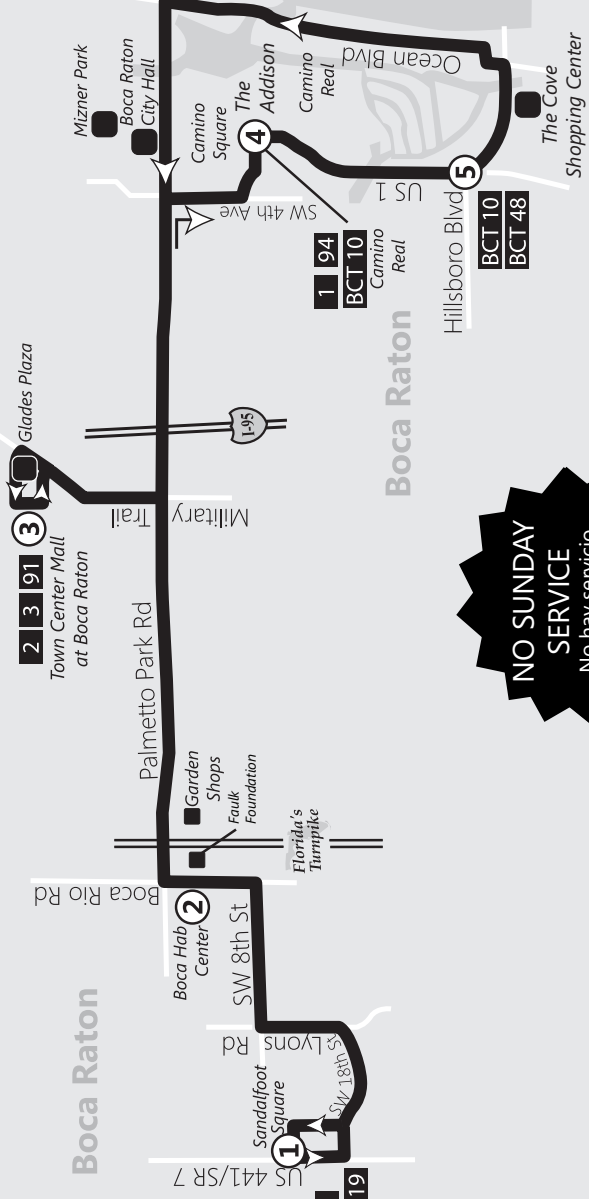 Mizner Park
Boca Raton
City Hall
Camino
Square
The
Addison
4
Camino
Real
Ocean Blvd
The Cove
Shopping Center
5
US 1
Hillsboro Blvd
BCT 10
BCT 48
SW 4th Ave
1 94
BCT 10
Camino
Real
Boca Raton
Glades Plaza
3
2 3 91
Town Center Mall
at Boca Raton
Military Trail
I-95
Palmetto Park Rd
NO SUNDAY
SERVICE
No hay servicio
Garden
Shops
Faulk
Foundation
Florida's
Turnpike
Boca Rio Rd
2
Boca Hab
Center
SW 8th St
Boca Raton
Lyons Rd
SW 18th St
Sandalfoot
Square
1
US 441/SR 7
19